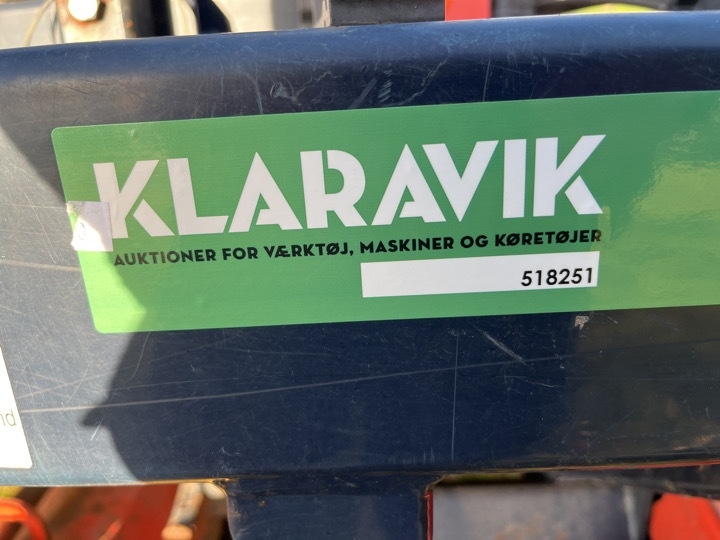 KLARAVIK
AUKTIONER FOR VÆRKTØJ, MASKINER OG KØRETØJER
518251